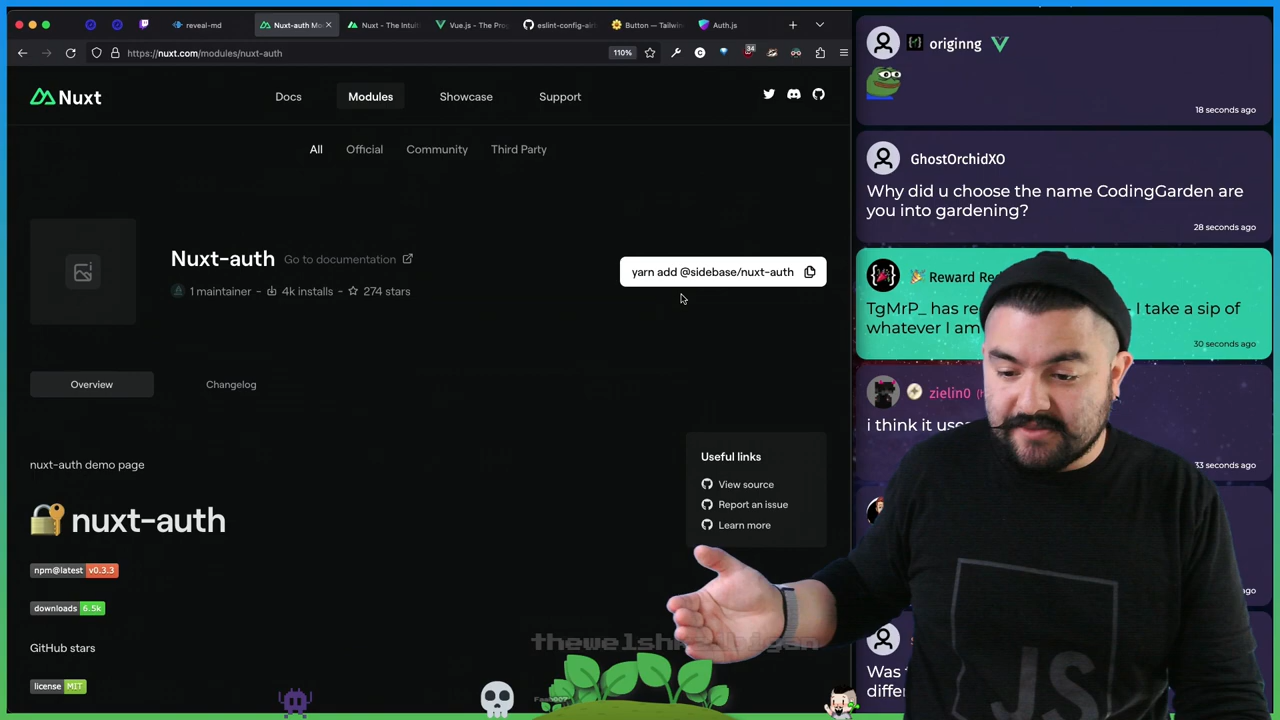 reveal-md
Nuxt-auth Mo
Nuxt - The Intuit
Vue.js - The Prog
eslint-config-air
Button — Tailwin
Auth.js
https://nuxt.com/modules/nuxt-auth
110%
34
Nuxt
Docs
Modules
Showcase
Support
All
Official
Community
Third Party
Nuxt-auth
Go to documentation
1 maintainer - 4k installs - 274 stars
yarn add @sidebase/nuxt-auth
Overview
Changelog
nuxt-auth demo page
nuxt-auth
npm@latest v0.3.3
downloads 6.5k
GitHub stars
license MIT
Useful links
View source
Report an issue
Learn more
originng
18 seconds ago
GhostOrchidXO
Why did u choose the name CodingGarden are
you into gardening?
28 seconds ago
Reward Red
TgMrP_ has re
- I take a sip of
whatever I am
30 seconds ago
zielin0
i think it use
33 seconds ago
ago
Was
differ
JS